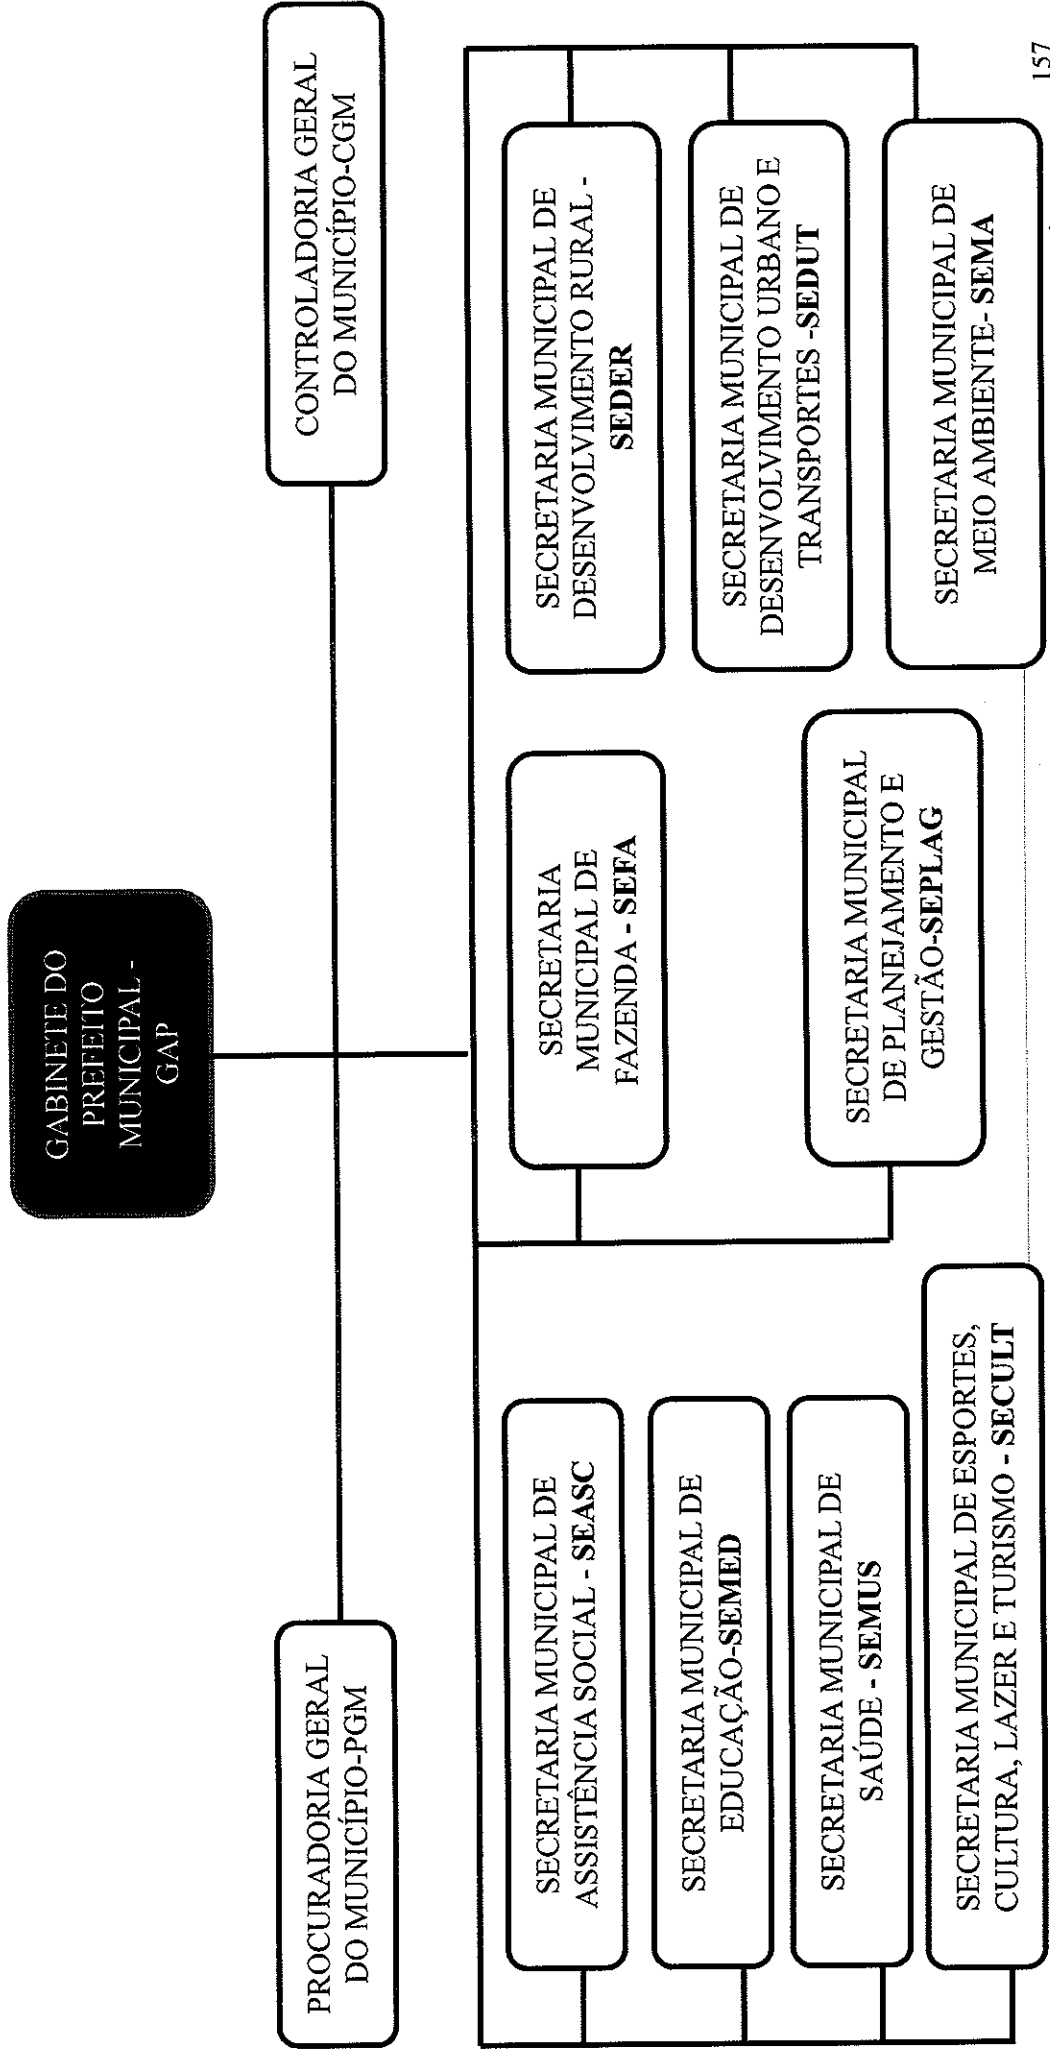 GABINETE DO
PREFEITO
MUNICIPAL -
GAP
PROCURADORIA GERAL
DO MUNICÍPIO-PGM
CONTROLADORIA GERAL
DO MUNICÍPIO-CGM
SECRETARIA MUNICIPAL DE
ASSISTÊNCIA SOCIAL - SEASC
SECRETARIA MUNICIPAL DE
EDUCAÇÃO-SEMED
SECRETARIA MUNICIPAL DE
SAÚDE - SEMUS
SECRETARIA MUNICIPAL DE ESPORTES,
CULTURA, LAZER E TURISMO - SECULT
SECRETARIA
MUNICIPAL DE
FAZENDA - SEFA
SECRETARIA MUNICIPAL
DE PLANEJAMENTO E
GESTÃO-SEPLAG
SECRETARIA MUNICIPAL DE
DESENVOLVIMENTO RURAL -
SEDER
SECRETARIA MUNICIPAL DE
DESENVOLVIMENTO URBANO E
TRANSPORTES -SEDUT
SECRETARIA MUNICIPAL DE
MEIO AMBIENTE- SEMA
157